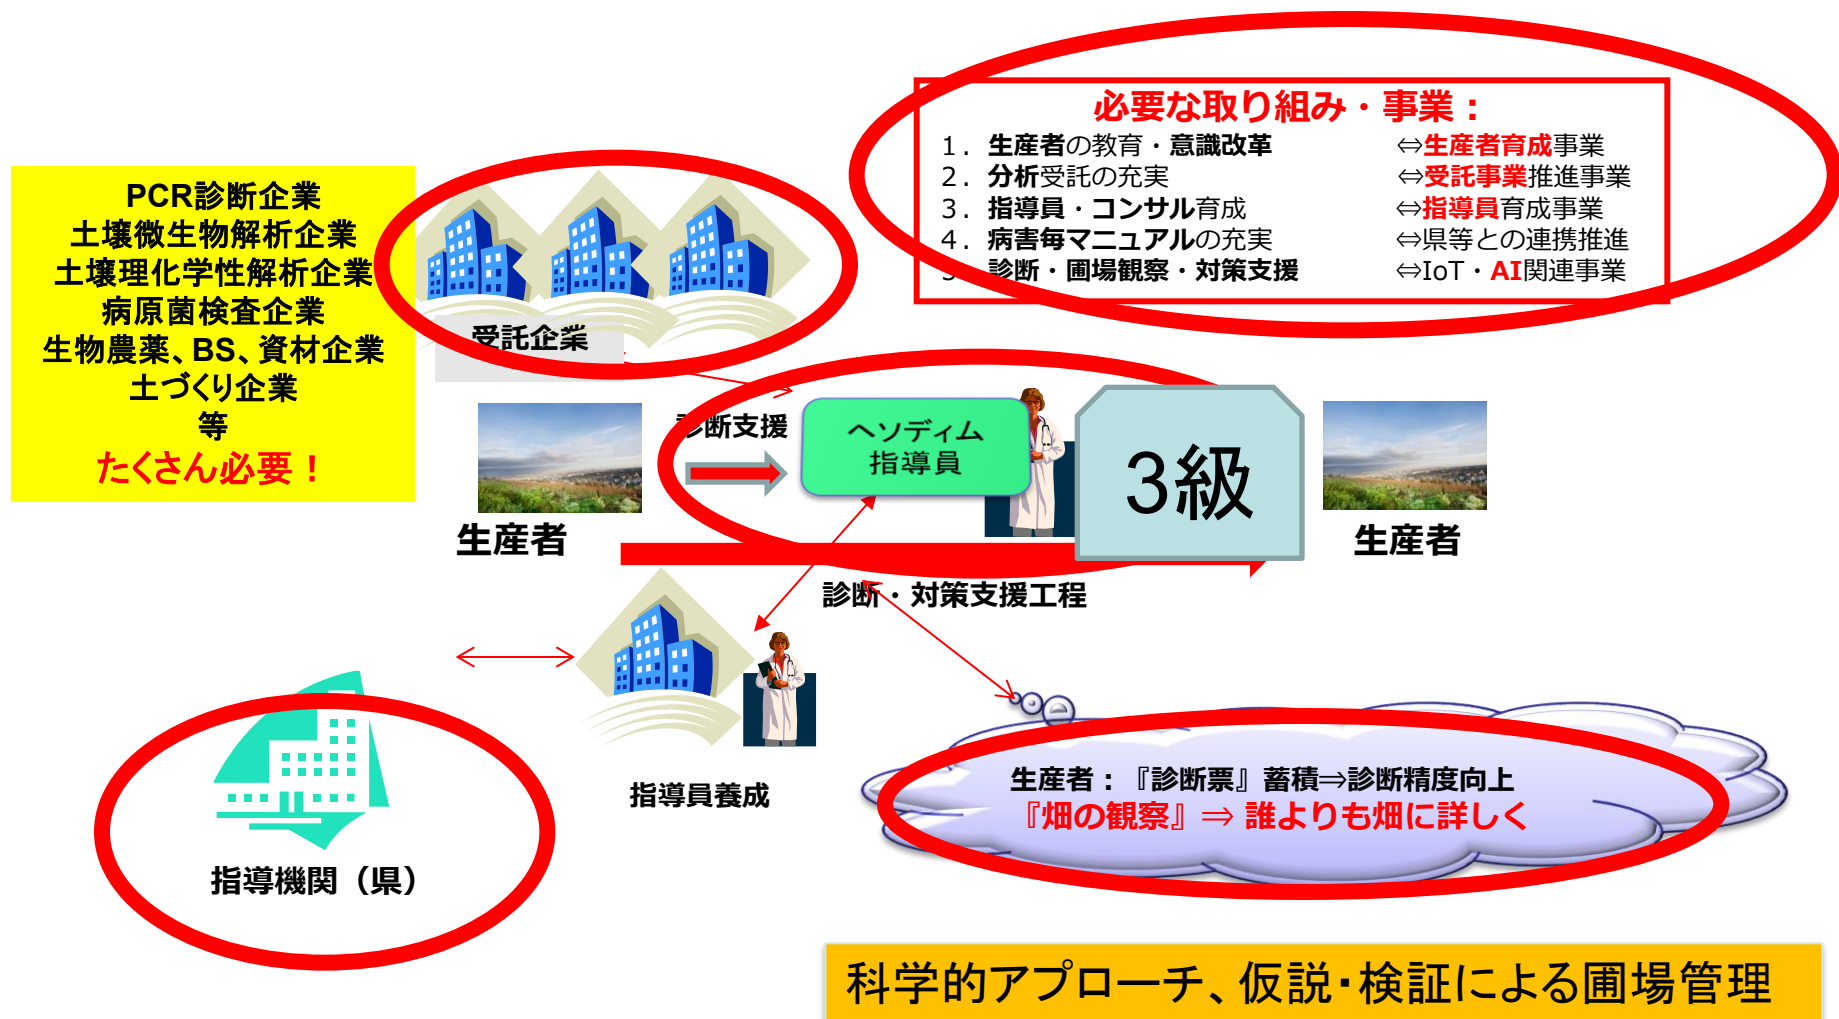 必要な取り組み・事業：
１．生産者の教育・意識改革 ⇔生産者育成事業
２．分析受託の充実 ⇔受託事業推進事業
３．指導員・コンサル育成 ⇔指導員育成事業
４．病害毎マニュアルの充実 ⇔県等との連携推進
診断・圃場観察・対策支援 ⇔IoT・AI関連事業
PCR診断企業
土壌微生物解析企業
土壌理化学性解析企業
病原菌検査企業
生物農薬、BS、資材企業
土づくり企業
等
たくさん必要！
受託企業
診断支援
ヘソディム
指導員
3級
生産者
生産者
診断・対策支援工程
指導員養成
指導機関（県）
生産者：『診断票』蓄積⇒診断精度向上
『畑の観察』⇒ 誰よりも畑に詳しく
科学的アプローチ、仮説・検証による圃場管理